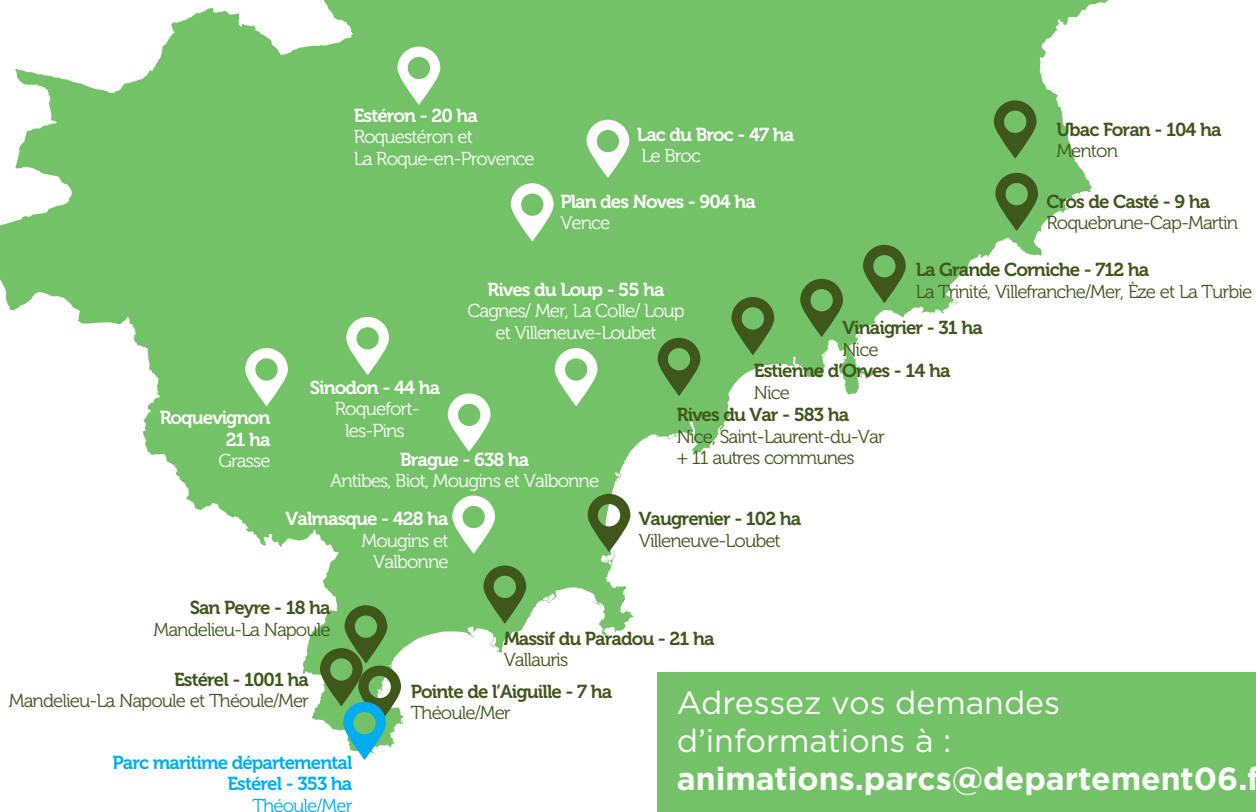 Estéron - 20 ha
Roquestéron et
La Roque-en-Provence
Lac du Broc - 47 ha
Le Broc
Ubac Foran - 104 ha
Menton
Plan des Noves - 904 ha
Vence
Cros de Casté - 9 ha
Roquebrune-Cap-Martin
La Grande Corniche - 712 ha
La Trinité, Villefranche/Mer, Èze et La Turbie
Rives du Loup - 55 ha
Cagnes/ Mer, La Colle/ Loup
et Villeneuve-Loubet
Vinaigrier - 31 ha
Nice
Estienne d'Orves - 14 ha
Nice
Sinodon - 44 ha
Roquefort-
les-Pins
Roquevignon
21 ha
Grasse
Rives du Var - 583 ha
Nice, Saint-Laurent-du-Var
+ 11 autres communes
Brague - 638 ha
Antibes, Biot, Mougins et Valbonne
Valmasque - 428 ha
Mougins et
Valbonne
Vaugrenier - 102 ha
Villeneuve-Loubet
San Peyre - 18 ha
Mandelieu-La Napoule
Massif du Paradou - 21 ha
Vallauris
Estérel - 1001 ha
Mandelieu-La Napoule et Théoule/Mer
Pointe de l'Aiguille - 7 ha
Théoule/Mer
Parc maritime départemental
Estérel - 353 ha
Théoule/Mer
Adressez vos demandes
d'informations à :
animations.parcs@departement06.f